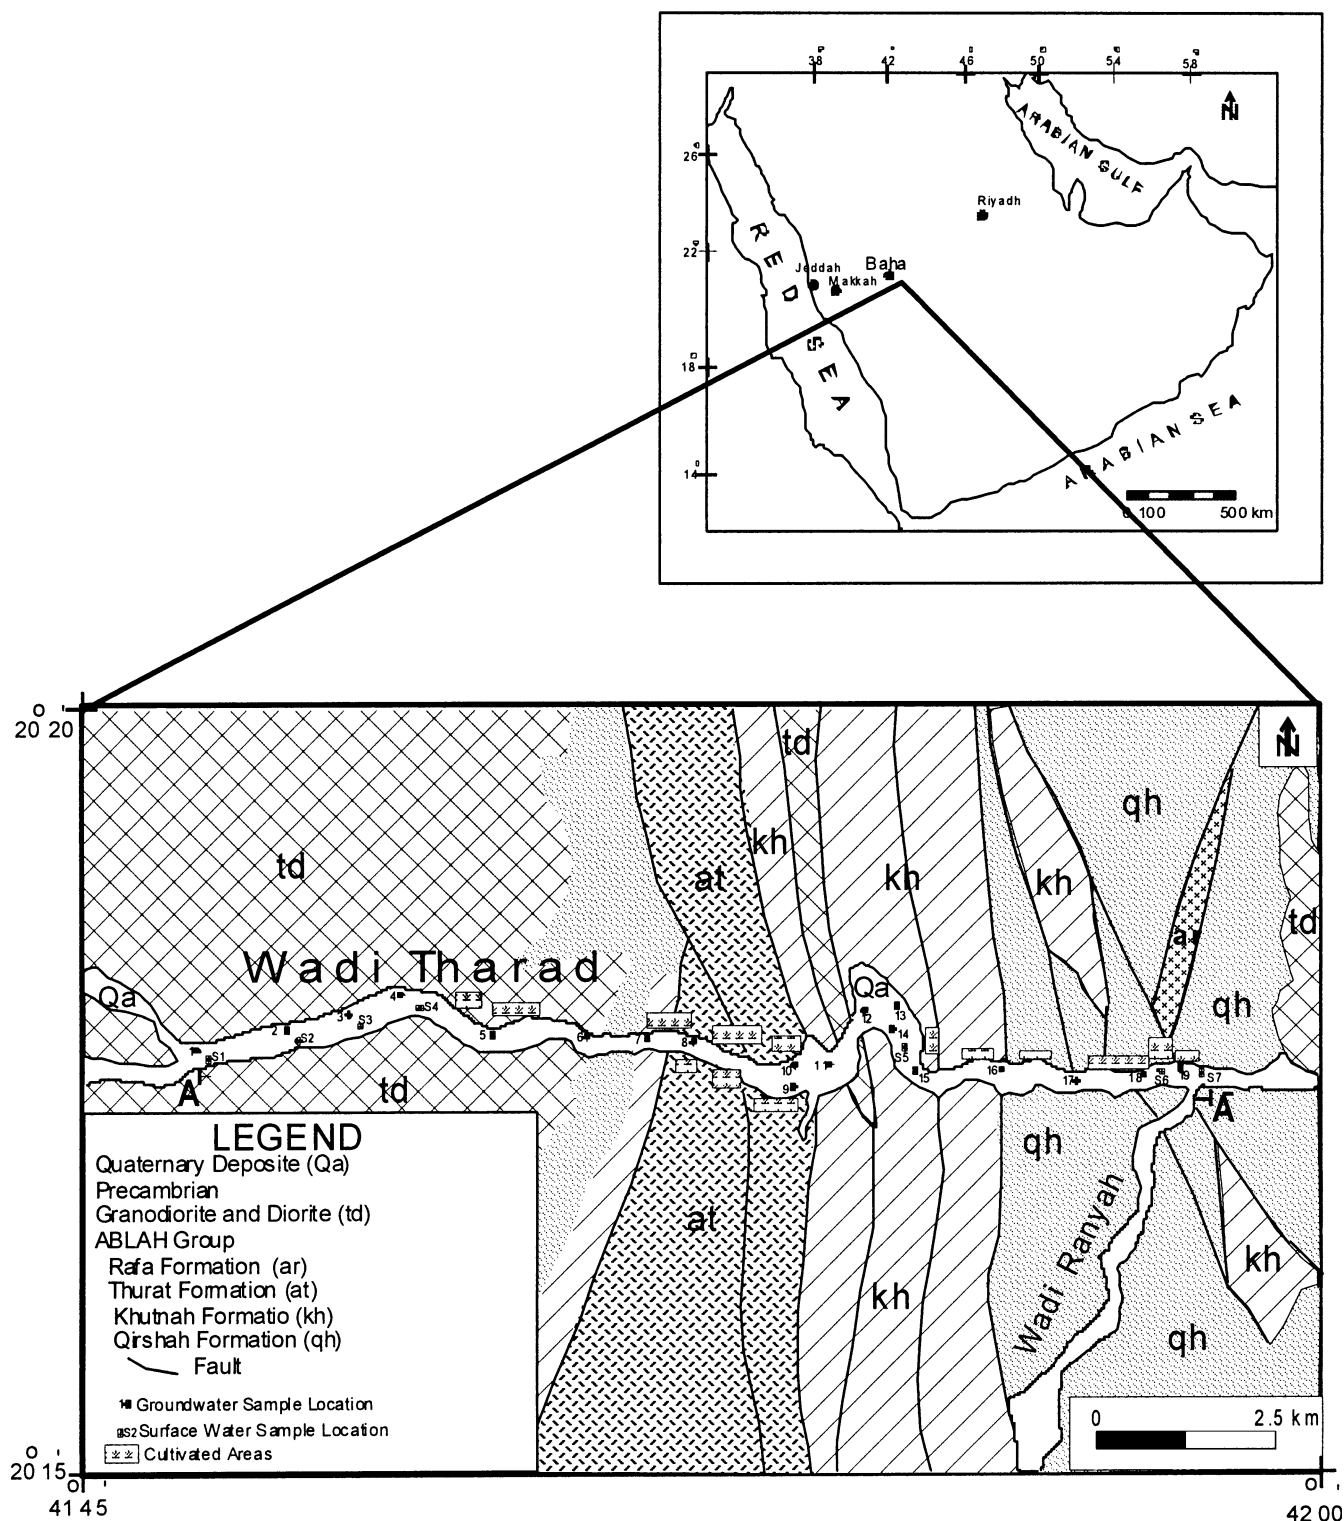 38° 42° 46° 50° 54° 58°
N
ARABIAN GULF
26°
Riyadh
22°
RED SEA
Jeddah
Makkah
Baha
18°
14°
ARABIAN SEA
0 100 500 km
20° 20'
N
td
qh
kh
td
at
kh
kh
ar
td
Wadi Tharad
Qa
Qa
qh
4
S4
3
S3
2
S2
1
S1
5
6
7
8
10
9
11
12
13
14
S5
15
16
17
18
S6
19
S7
A
A
td
LEGEND
Quaternary Deposite (Qa)
Precambrian
Granodiorite and Diorite (td)
ABLAH Group
Rafa Formation (ar)
Thurat Formation (at)
Khutnah Formatio (kh)
Qirshah Formation (qh)
Fault
Groundwater Sample Location
S2 Surface Water Sample Location
Cultivated Areas
qh
at
Wadi Ranyah
kh
kh
qh
0 2.5 km
20° 15'
41° 45'
42° 00'